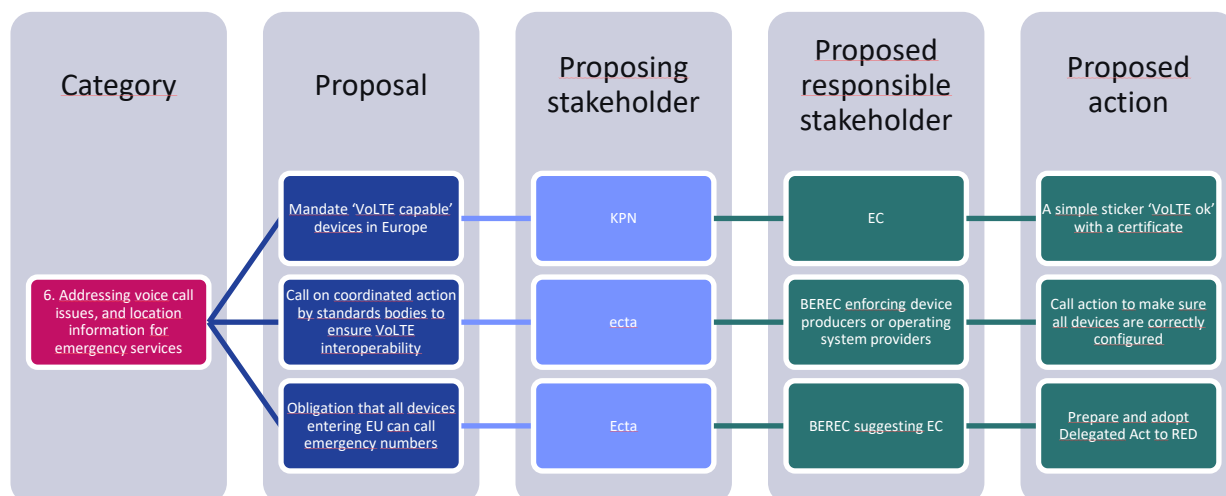 Category
Proposal
Proposing
stakeholder
Proposed
responsible
stakeholder
Proposed
action
6. Addressing voice call
issues, and location
information for
emergency services
Mandate ‘VoLTE capable’
devices in Europe
KPN
EC
A simple sticker ‘VoLTE ok’
with a certificate
Call on coordinated action
by standards bodies to
ensure VoLTE
interoperability
ecta
BEREC enforcing device
producers or operating
system providers
Call action to make sure
all devices are correctly
configured
Obligation that all devices
entering EU can call
emergency numbers
Ecta
BEREC suggesting EC
Prepare and adopt
Delegated Act to RED